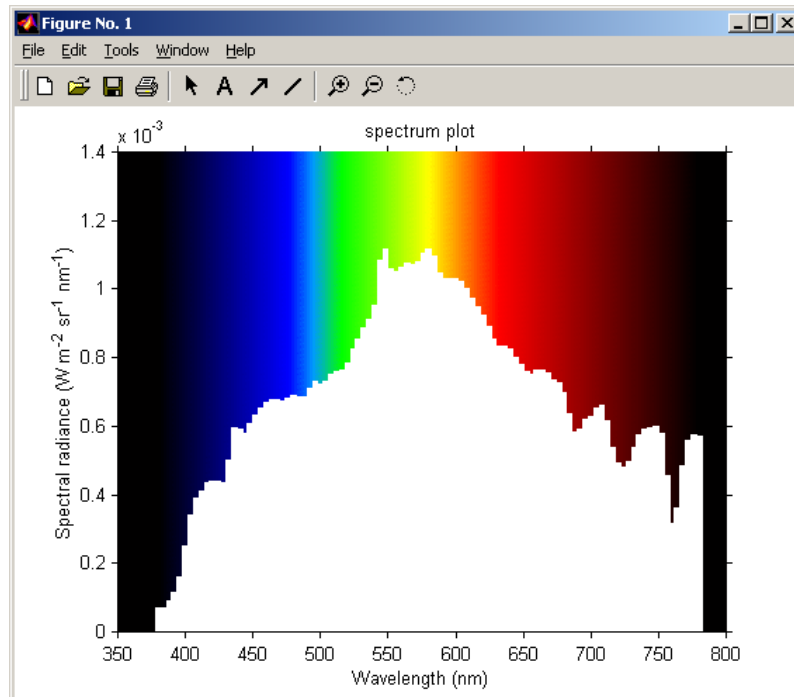 Figure No. 1
File Edit Tools Window Help
A
x 10-3
spectrum plot
1.4
1.2
1
0.8
0.6
0.4
0.2
0
Spectral radiance (W m-2 sr-1 nm-1)
350 400 450 500 550 600 650 700 750 800
Wavelength (nm)